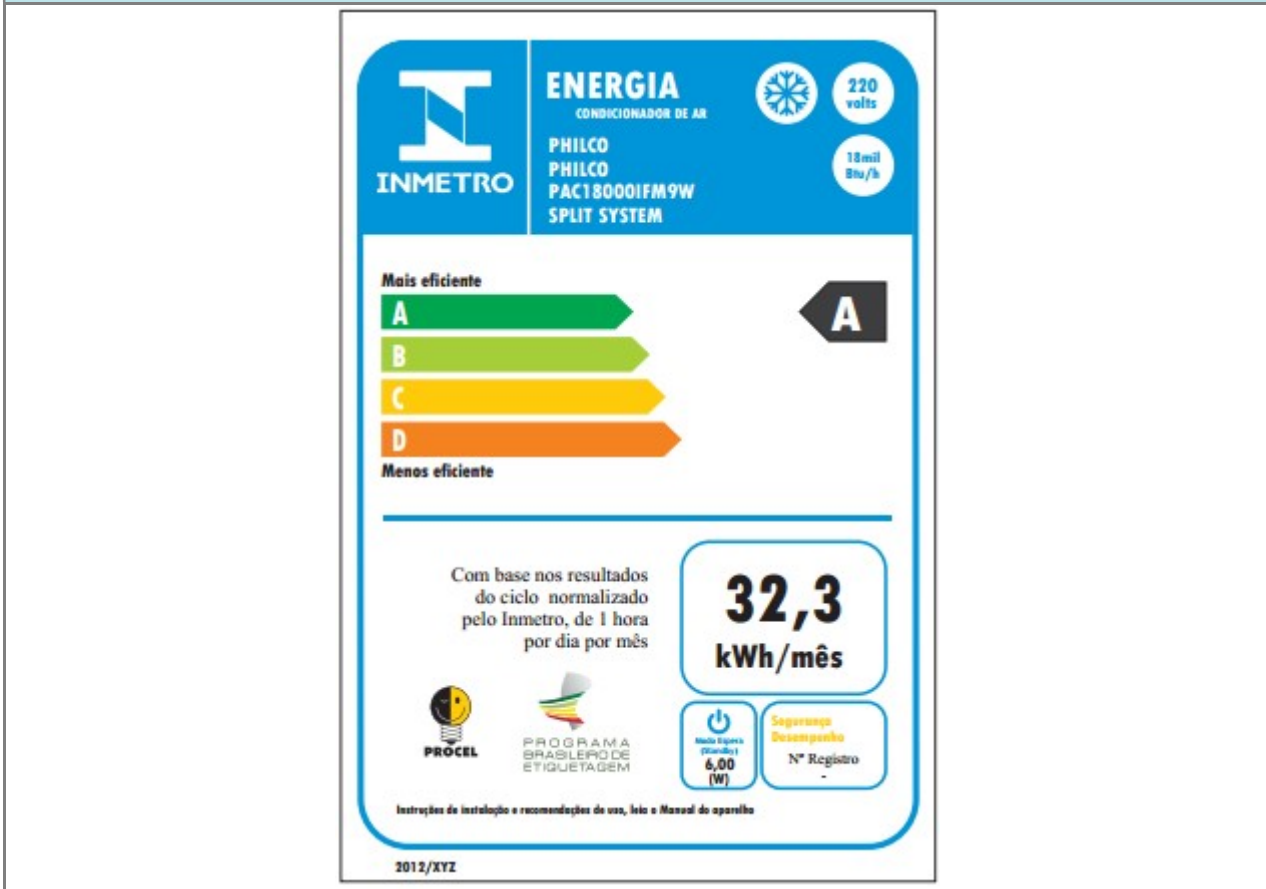 INMETRO
ENERGIA
CONDICIONADOR DE AR
PHILCO
PHILCO
PAC18000IFM9W
SPLIT SYSTEM
220
volts
18mil
Btu/h
Mais eficiente
A
B
C
D
Menos eficiente
A
Com base nos resultados
do ciclo normalizado
pelo Inmetro, de 1 hora
por dia por mês
32,3
kWh/mês
PROCEL
PROGRAMA
BRASILEIRO DE
ETIQUETAGEM
Modo Espera
(Standby)
6,00
(W)
Segurança
Desempenho
Nº Registro
-
Instruções de instalação e recomendações de uso, leia o Manual do aparelho
2012/XYZ